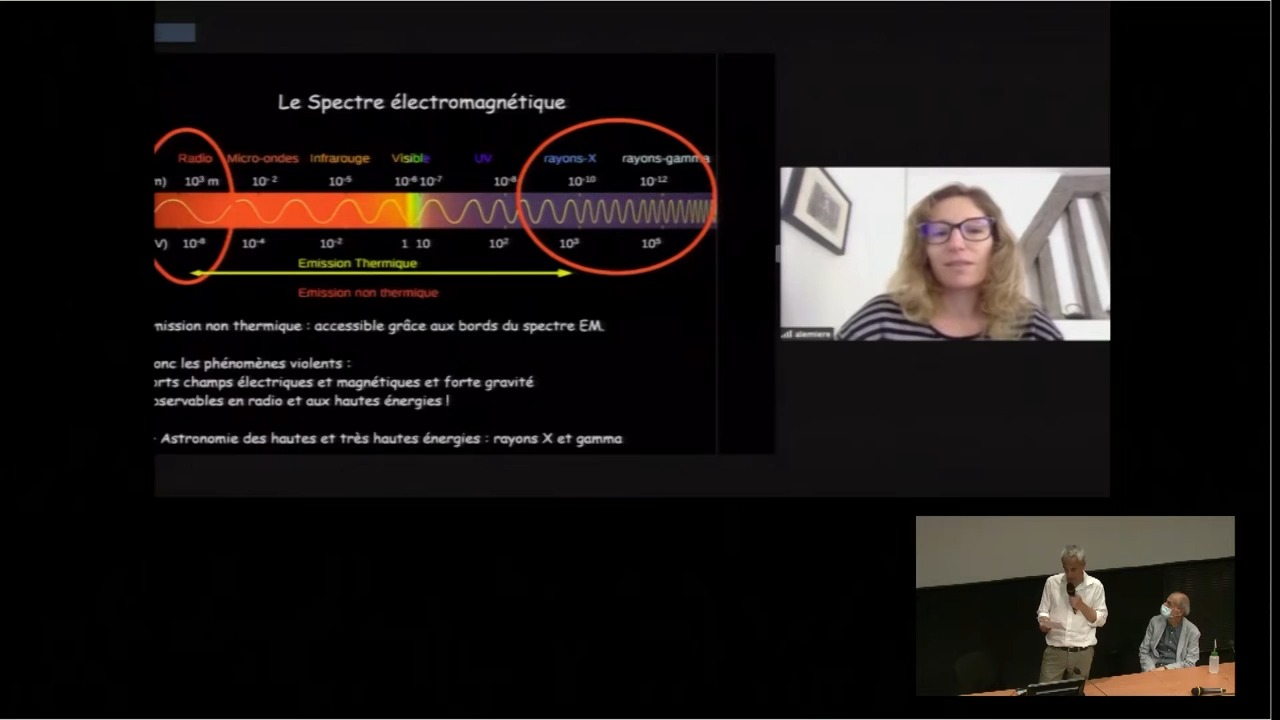 Le Spectre électromagnétique
Radio Micro-ondes Infrarouge Visible UV rayons-X rayons-gamma
m) 10³ m 10⁻² 10⁻⁵ 10⁻⁶ 10⁻⁷ 10⁻⁸ 10⁻¹⁰ 10⁻¹²
V) 10⁻⁸ 10⁻⁴ 10⁻² 1 10 10² 10³ 10⁵
Emission Thermique
Emission non thermique
mission non thermique : accessible grâce aux bords du spectre EM.
onc les phénomènes violents :
orts champs électriques et magnétiques et forte gravité
bservables en radio et aux hautes énergies !
Astronomie des hautes et très hautes énergies : rayons X et gamma
alemiere